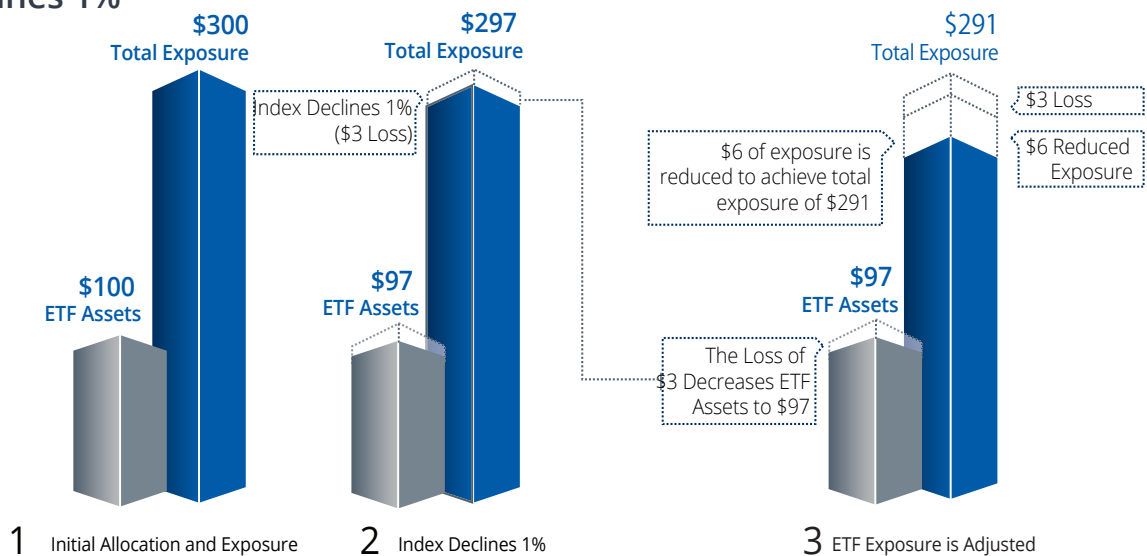 1%
$300
Total Exposure
Index Declines 1%
($3 Loss)
$100
ETF Assets
1 Initial Allocation and Exposure
$297
Total Exposure
$97
ETF Assets
2 Index Declines 1%
$291
Total Exposure
$3 Loss
$6 Reduced
Exposure
$6 of exposure is
reduced to achieve total
exposure of $291
$97
ETF Assets
The Loss of
$3 Decreases ETF
Assets to $97
3 ETF Exposure is Adjusted